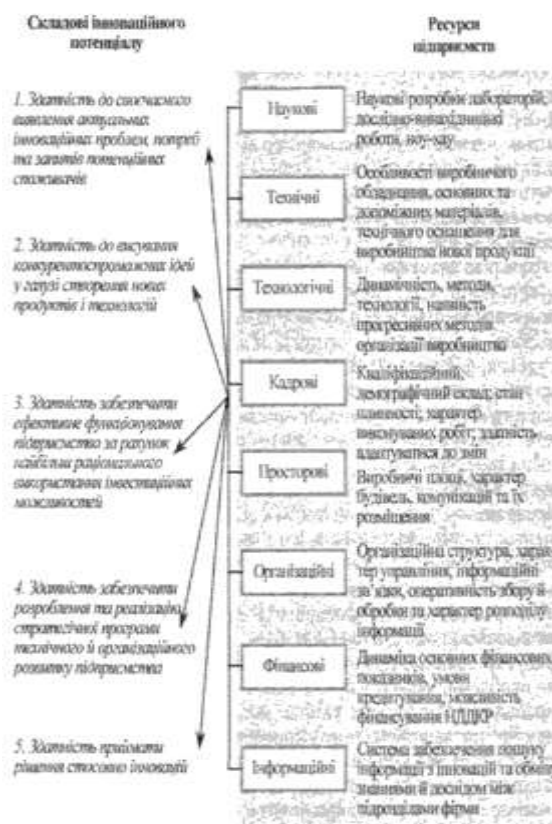 Складові інноваційного
потенціалу
1. Здатність до своєчасного
виявлення актуальних
інноваційних проблем, потреб
та запитів потенційних
споживачів
2. Здатність до висування
конкурентоспроможних ідей
у галузі створення нових
продуктів і технологій
3. Здатність забезпечати
ефективне функціонування
підприємства за рахунок
найбільш раціонального
використання інвестиційних
можливостей
4. Здатність забезпечити
розроблення та реалізацію
стратегічної програми
технічного й організаційного
розвитку підприємства
5. Здатність приймати
рішення стосовно інновацій
Ресурси
підприємств
Наукові
Наукові розробки лабораторій,
дослідно-винахідницькі
роботи, ноу-хау
Технічні
Особливості виробничого
обладнання, основних та
допоміжних матеріалів,
технічного оснащення для
виробництва нової продукції
Технологічні
Динамічність, методи,
технології, наявність
прогресивних методів
організації виробництва
Кадрові
Кваліфікаційний,
демографічний склад; стан
плинності; характер
виконуваних робіт; здатність
адаптуватися до змін
Просторові
Виробничі площі, характер
будівель, комунікацій та їх
розміщення
Організаційні
Організаційна структура, харак-
тер управління, інформаційні
зв'язки, оперативність збору й
обробки та характер розподілу
інформації
Фінансові
Динаміка основних фінансових
показників, умови
кредитування, можливість
фінансування НДДКР
Інформаційні
Система забезпечення пошуку
інформації з інновацій та обміну
знаннями й досвідом між
підрозділами фірми